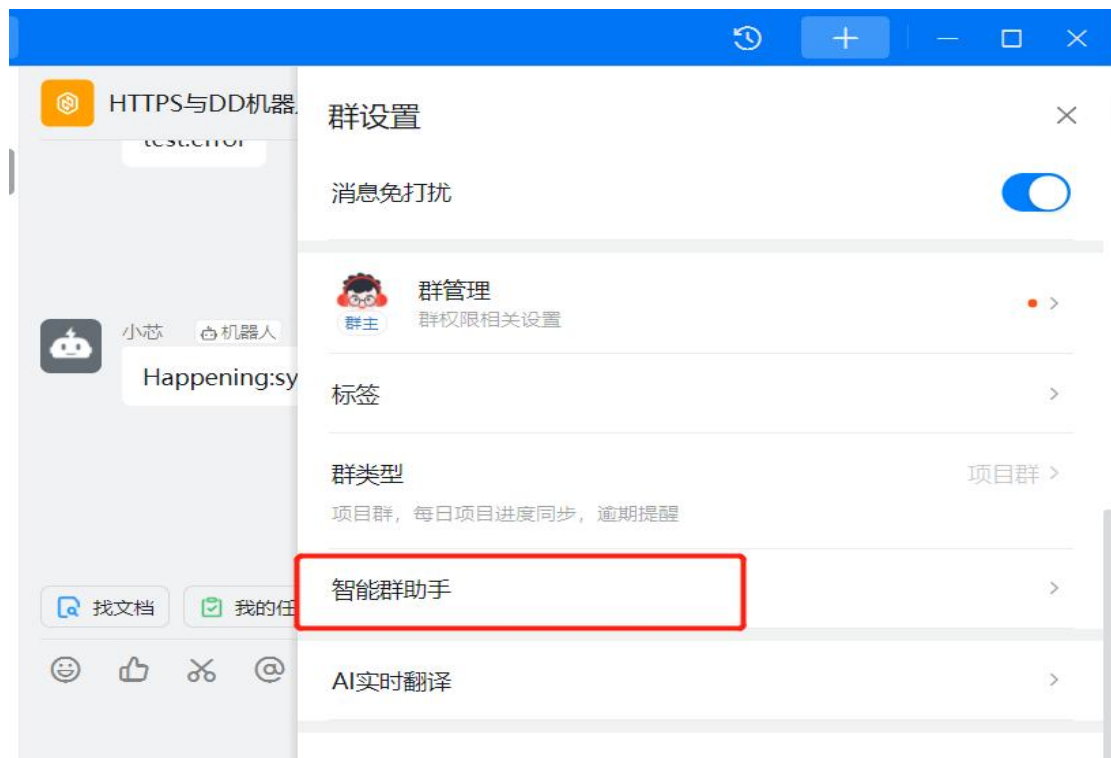 HTTPS与DD机器
群设置
test.error
消息免打扰
群管理
群主
群权限相关设置
小芯
机器人
Happening:sy
标签
群类型
项目群
项目群，每日项目进度同步，逾期提醒
智能群助手
找文档
我的任
AI实时翻译